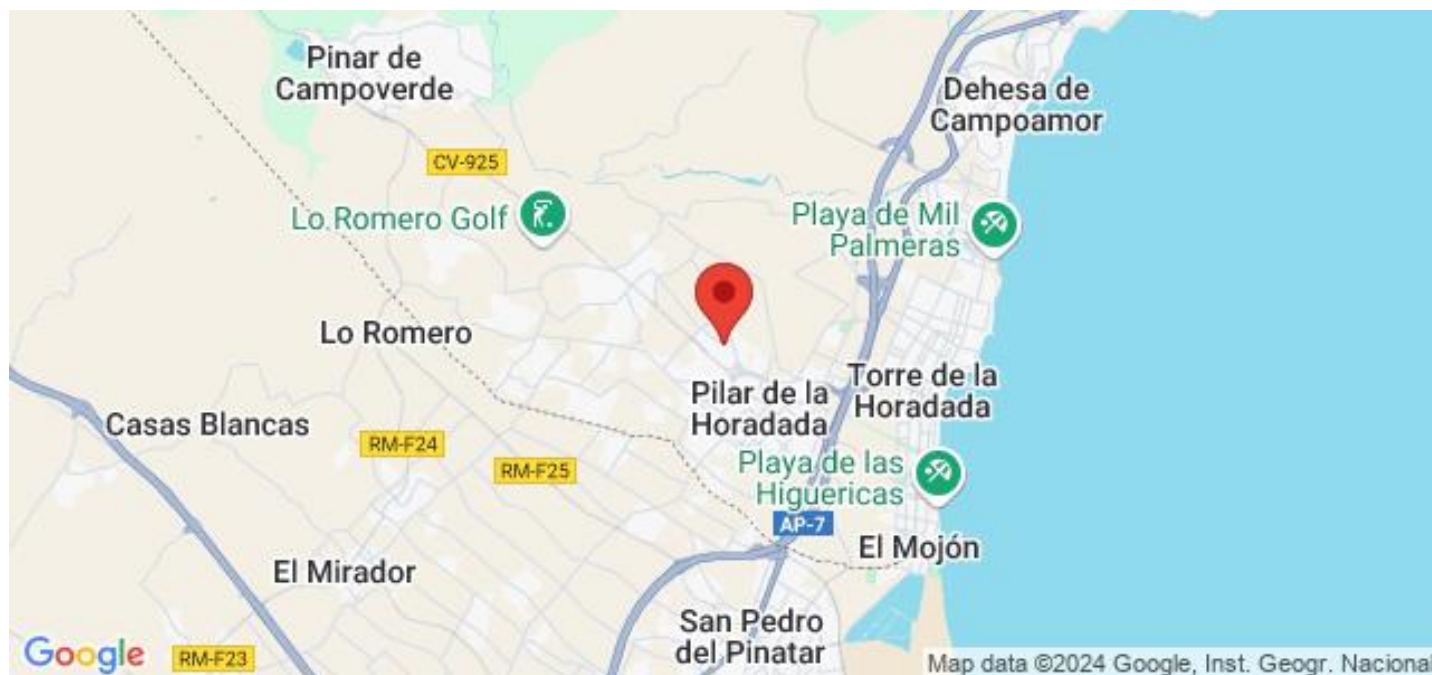 Pinar de
Campoverde
Dehesa de
Campoamor
CV-925
Lo Romero Golf
Playa de Mil
Palmeras
Lo Romero
Pilar de la
Horadada
Torre de la
Horadada
Casas Blancas
RM-F24
RM-F25
Playa de las
Higuericas
AP-7
El Mojón
El Mirador
San Pedro
del Pinatar
Google
RM-F23
Map data ©2024 Google, Inst. Geogr. Nacional